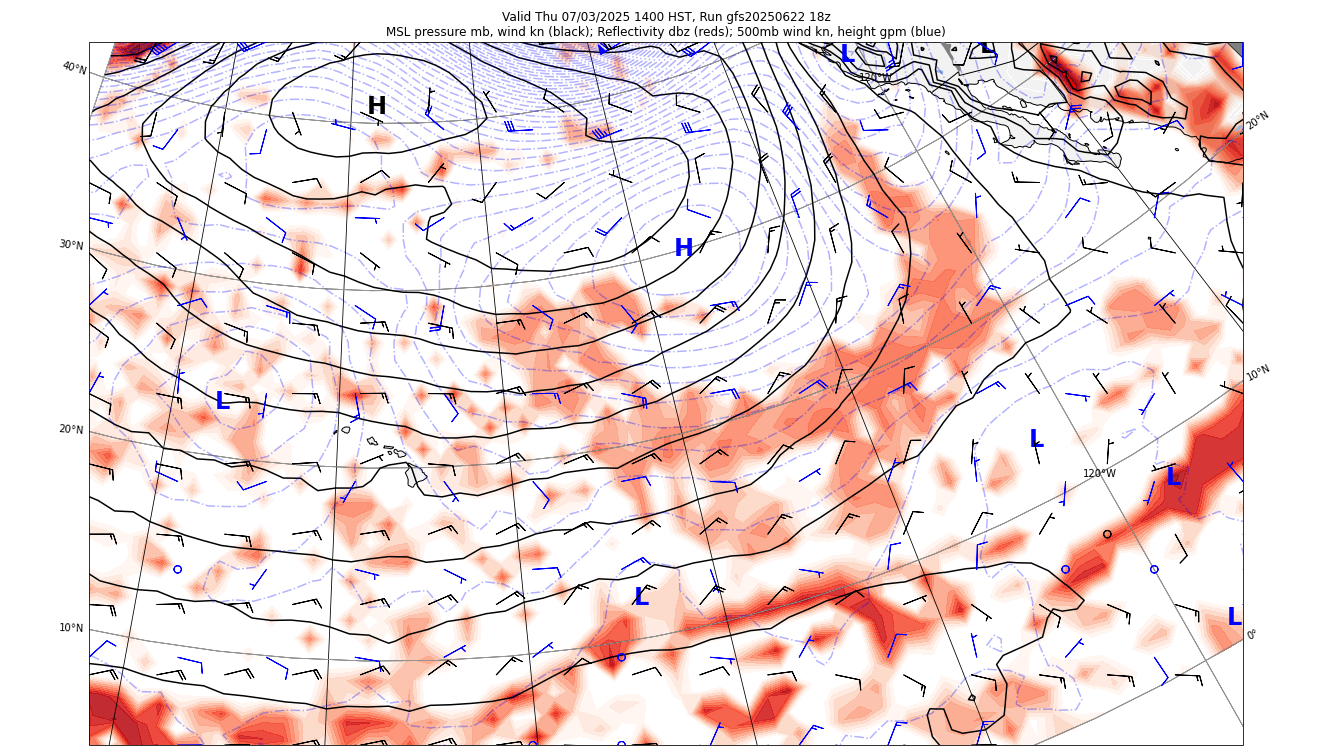 Valid Thu 07/03/2025 1400 HST, Run gfs20250622 18z
MSL pressure mb, wind kn (black); Reflectivity dbz (reds); 500mb wind kn, height gpm (blue)
L
L
40°N
120°W
H
20°N
30°N
H
10°N
L
20°N
L
120°W
L
L
10°N
L
0°